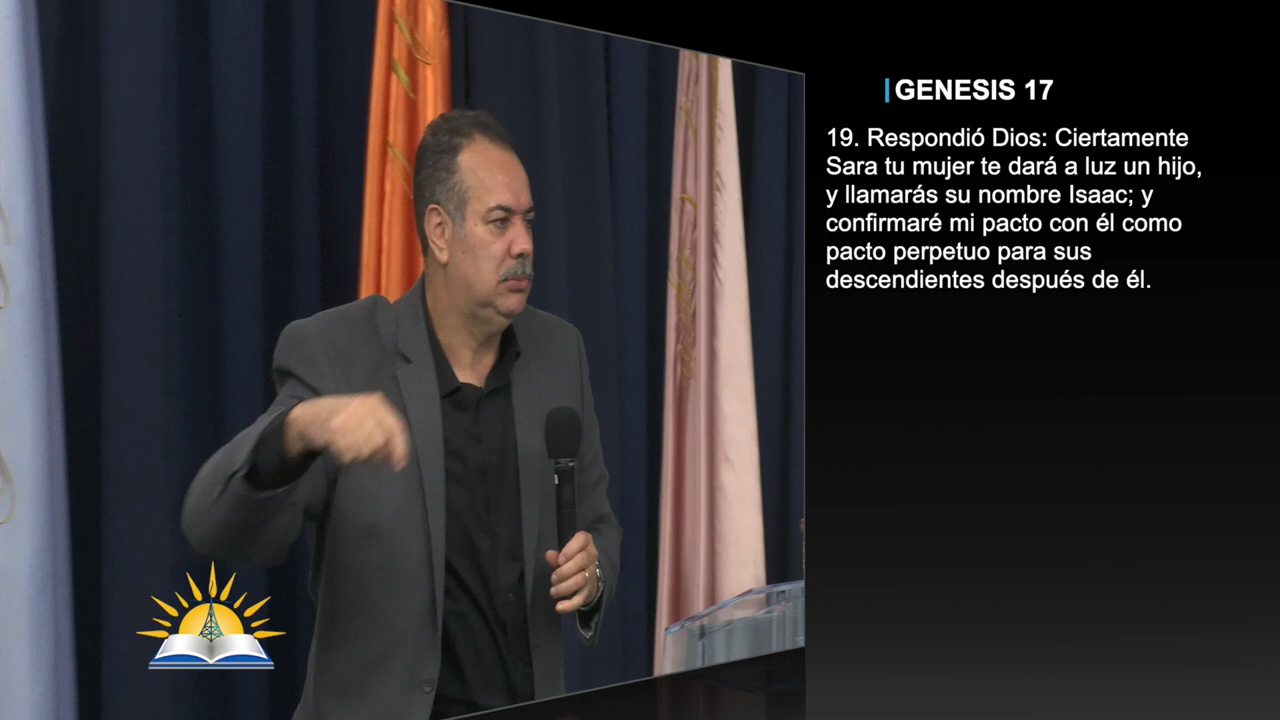 GENESIS 17
19. Respondió Dios: Ciertamente
Sara tu mujer te dará a luz un hijo,
y llamarás su nombre Isaac; y
confirmaré mi pacto con él como
pacto perpetuo para sus
descendientes después de él.